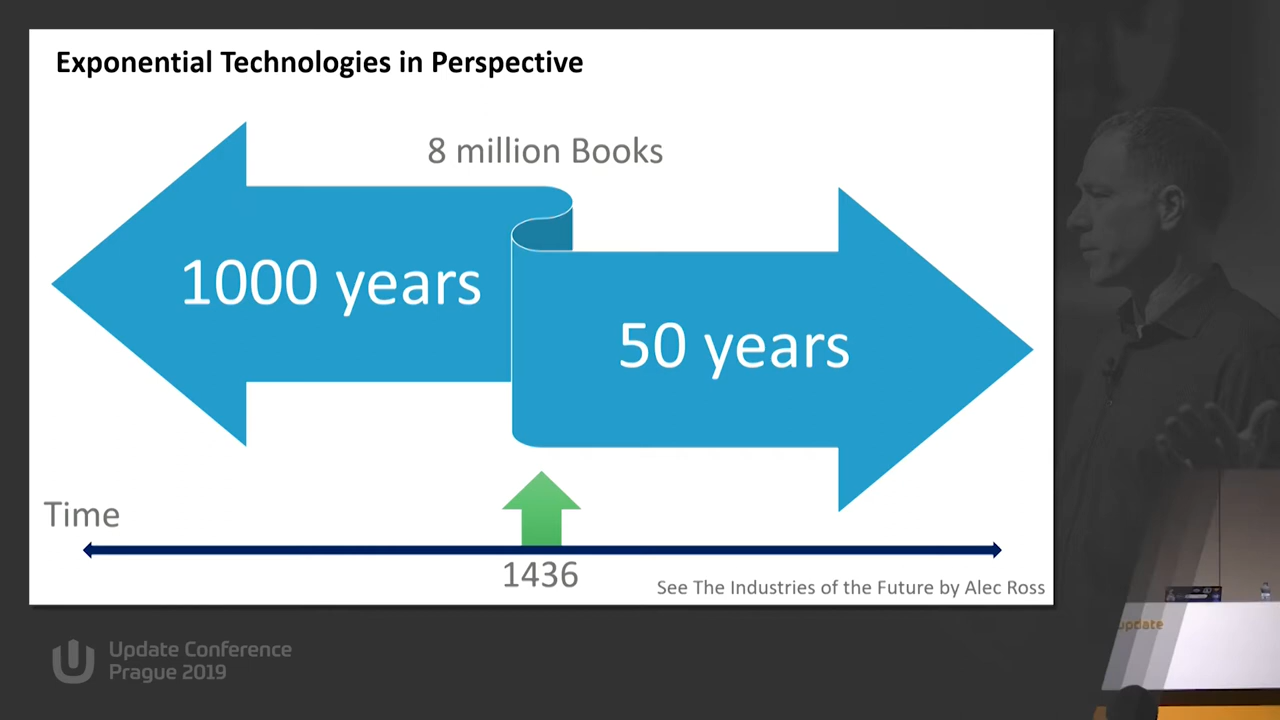 Exponential Technologies in Perspective
8 million Books
1000 years
50 years
Time
1436
See The Industries of the Future by Alec Ross
Update Conference
Prague 2019
update